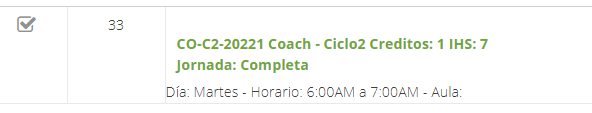 33
CO-C2-20221 Coach - Ciclo2 Creditos: 1 IHS: 7
Jornada: Completa
Día: Martes - Horario: 6:00AM a 7:00AM - Aula: